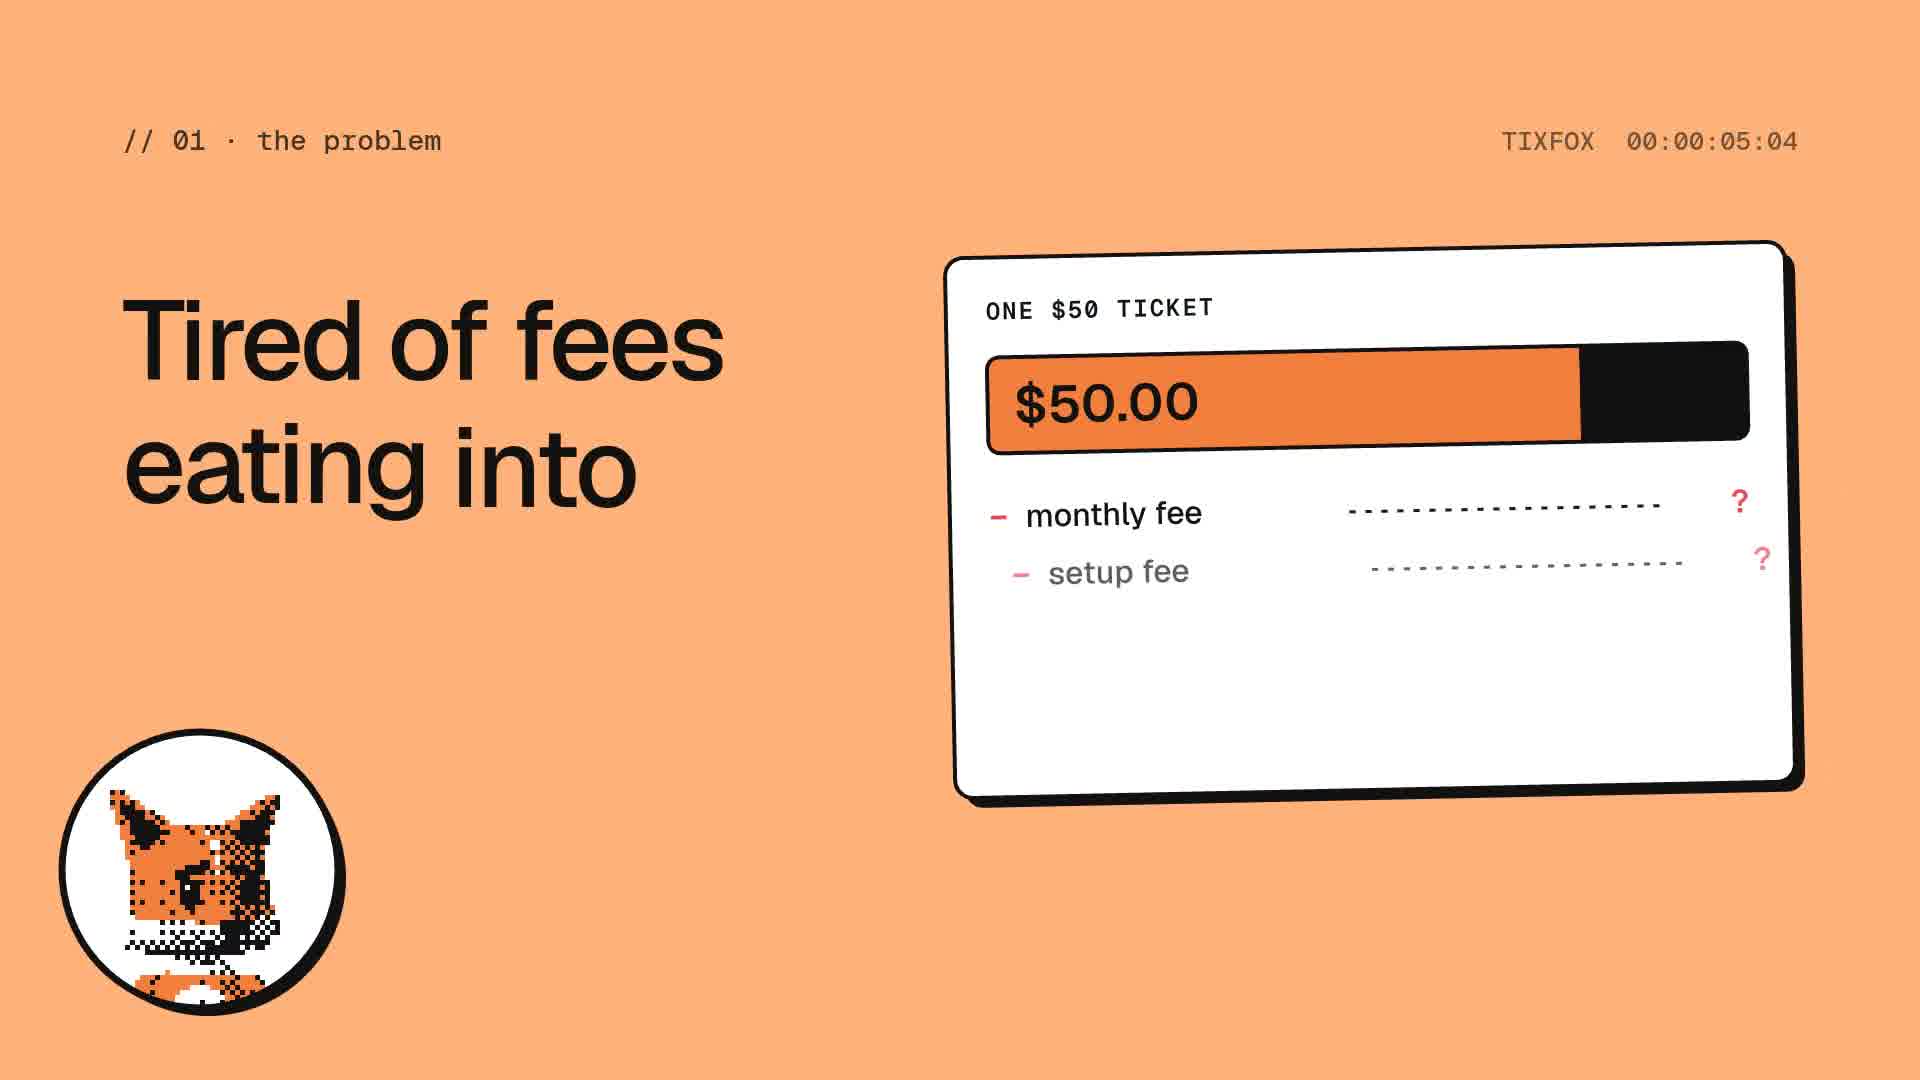 // 01 · the problem
TIXFOX 00:00:05:04
Tired of fees
eating into
ONE $50 TICKET
$50.00
– monthly fee -------------------- ?
– setup fee -------------------- ?